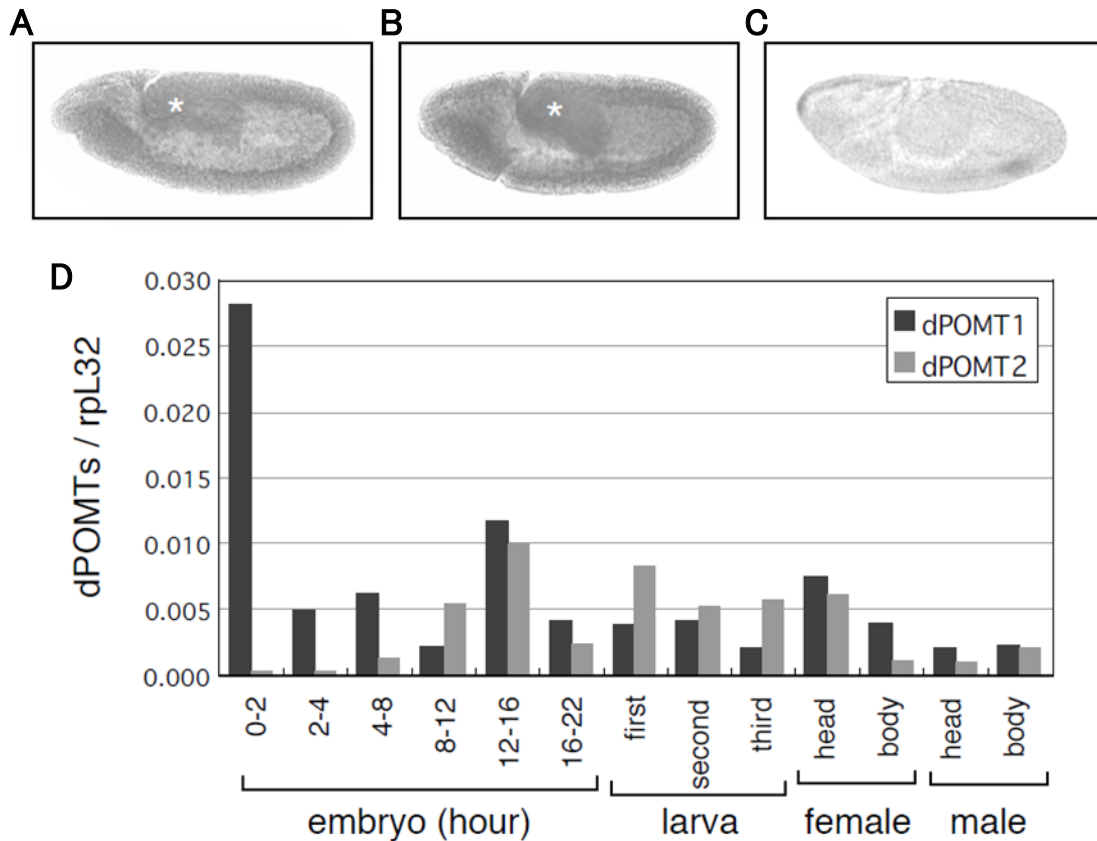 A
B
C
*
*
D
dPOMTs / rpL32
0.030
0.025
0.020
0.015
0.010
0.005
0.000
dPOMT1
dPOMT2
0-2
2-4
4-8
8-12
12-16
16-22
first
second
third
head
body
head
body
embryo (hour)
larva
female
male